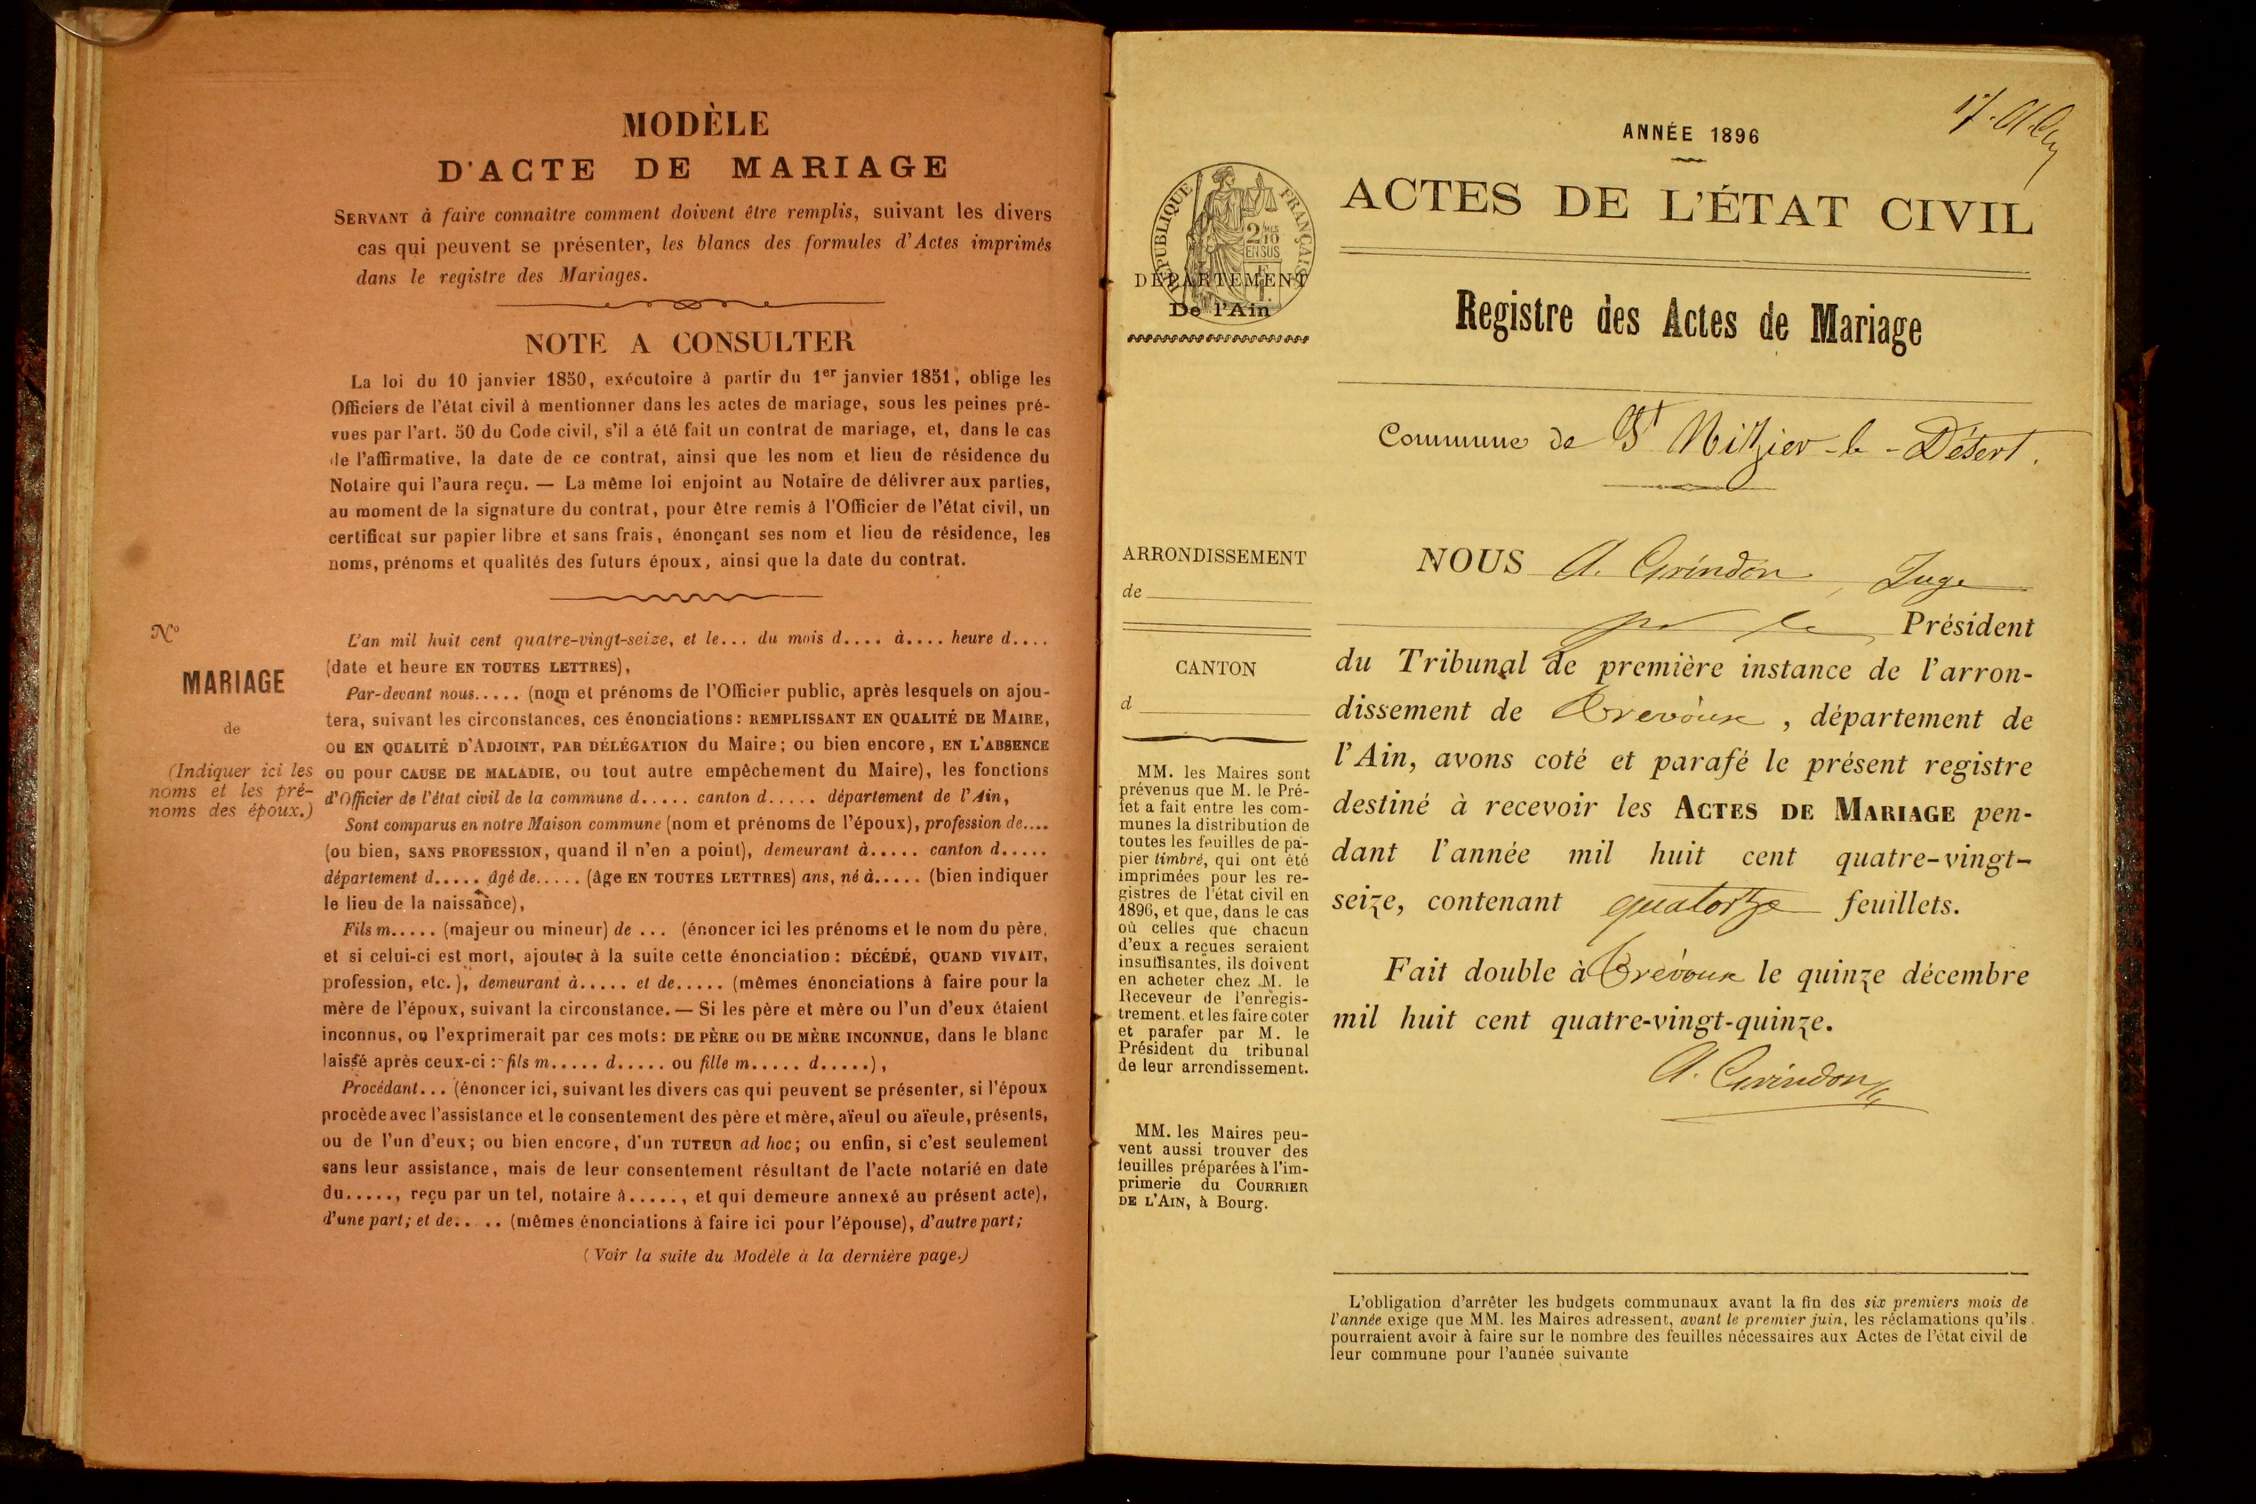 MODÈLE
D'ACTE DE MARIAGE
SERVANT à faire connaître comment doivent être remplis, suivant les divers
cas qui peuvent se présenter, les blancs des formules d'Actes imprimés
dans le registre des Mariages.
NOTE A CONSULTER
La loi du 10 janvier 1850, exécutoire à partir du 1er janvier 1851, oblige les
Officiers de l'état civil à mentionner dans les actes de mariage, sous les peines pré-
vues par l'art. 50 du Code civil, s'il a été fait un contrat de mariage, et, dans le cas
de l'affirmative, la date de ce contrat, ainsi que les nom et lieu de résidence du
Notaire qui l'aura reçu. — La même loi enjoint au Notaire de délivrer aux parties,
au moment de la signature du contrat, pour être remis à l'Officier de l'état civil, un
certificat sur papier libre et sans frais, énonçant ses nom et lieu de résidence, les
noms, prénoms et qualités des futurs époux, ainsi que la date du contrat.
No
MARIAGE
de
(Indiquer ici les
noms et les pré-
noms des époux.)
L'an mil huit cent quatre-vingt-seize, et le... du mois d.... à.... heure d....
(date et heure EN TOUTES LETTRES),
Par-devant nous..... (nom et prénoms de l'Officier public, après lesquels on ajou-
tera, suivant les circonstances, ces énonciations: REMPLISSANT EN QUALITÉ DE MAIRE,
OU EN QUALITÉ D'ADJOINT, PAR DÉLÉGATION du Maire; ou bien encore, EN L'ABSENCE
ou pour CAUSE DE MALADIE, ou tout autre empêchement du Maire), les fonctions
d'Officier de l'état civil de la commune d..... canton d..... département de l'Ain,
Sont comparus en notre Maison commune (nom et prénoms de l'époux), profession de....
(ou bien, SANS PROFESSION, quand il n'en a point), demeurant à..... canton d.....
département d..... âgé de..... (âge EN TOUTES LETTRES) ans, né à..... (bien indiquer
le lieu de la naissance),
Fils m..... (majeur ou mineur) de ... (énoncer ici les prénoms et le nom du père,
et si celui-ci est mort, ajouter à la suite cette énonciation: DÉCÉDÉ, QUAND VIVAIT,
profession, etc.), demeurant à..... et de..... (mêmes énonciations à faire pour la
mère de l'époux, suivant la circonstance. — Si les père et mère ou l'un d'eux étaient
inconnus, on l'exprimerait par ces mots: DE PÈRE OU DE MÈRE INCONNUE, dans le blanc
laissé après ceux-ci: fils m..... d..... ou fille m..... d.....),
Procédant... (énoncer ici, suivant les divers cas qui peuvent se présenter, si l'époux
procède avec l'assistance et le consentement des père et mère, aïeul ou aïeule, présents,
ou de l'un d'eux; ou bien encore, d'un TUTEUR ad hoc; ou enfin, si c'est seulement
sans leur assistance, mais de leur consentement résultant de l'acte notarié en date
du....., reçu par un tel, notaire à....., et qui demeure annexé au présent acte),
d'une part; et de..... (mêmes énonciations à faire ici pour l'épouse), d'autre part;
(Voir la suite du Modèle à la dernière page.)
ANNÉE 1896
ACTES DE L'ÉTAT CIVIL
RÉPUBLIQUE FRANÇAISE
2/10
EN SUS
DÉPARTEMENT
De l'Ain
Registre des Actes de Mariage
Commune de St Nizier-le-Désert.
ARRONDISSEMENT
de
CANTON
d
MM. les Maires sont
prévenus que M. le Pré-
fet a fait entre les com-
munes la distribution de
toutes les feuilles de pa-
pier timbré, qui ont été
imprimées pour les re-
gistres de l'état civil en
1896, et que, dans le cas
où celles que chacun
d'eux a reçues seraient
insuffisantes, ils doivent
en acheter chez M. le
Receveur de l'enregis-
trement, et les faire coter
et parafer par M. le
Président du tribunal
de leur arrondissement.
MM. les Maires peu-
vent aussi trouver des
feuilles préparées à l'im-
primerie du COURRIER
DE L'AIN, à Bourg.
NOUS A. Grindon, Juge
pr le Président
du Tribunal de première instance de l'arron-
dissement de Trévoux, département de
l'Ain, avons coté et parafé le présent registre
destiné à recevoir les ACTES DE MARIAGE pen-
dant l'année mil huit cent quatre-vingt-
seize, contenant quatorze feuillets.
Fait double à Trévoux le quinze décembre
mil huit cent quatre-vingt-quinze.
A. Grindon
L'obligation d'arrêter les budgets communaux avant la fin des six premiers mois de
l'année exige que MM. les Maires adressent, avant le premier juin, les réclamations qu'ils
pourraient avoir à faire sur le nombre des feuilles nécessaires aux Actes de l'état civil de
leur commune pour l'année suivante